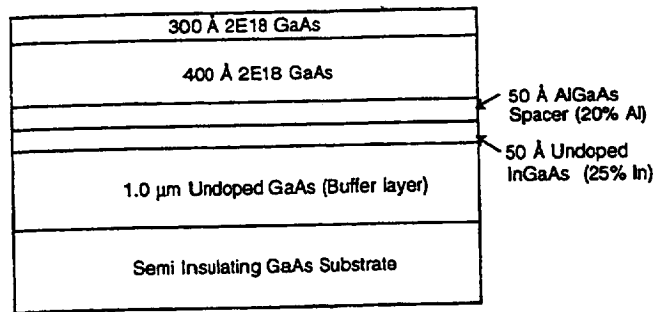 300 Å 2E18 GaAs
400 Å 2E18 GaAs
50 Å AlGaAs
Spacer (20% Al)
50 Å Undoped
InGaAs (25% In)
1.0 µm Undoped GaAs (Buffer layer)
Semi Insulating GaAs Substrate